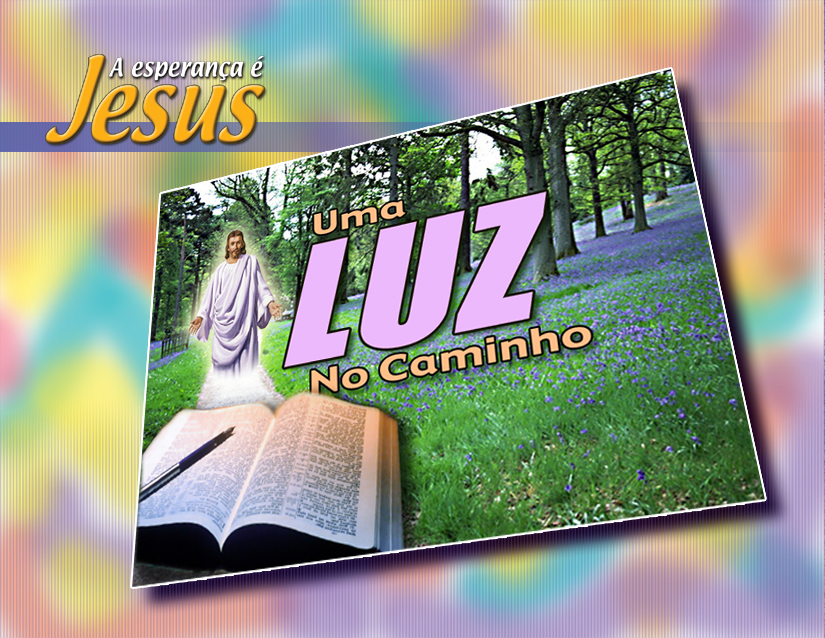 A esperança é
Jesus
Uma
LUZ
No Caminho